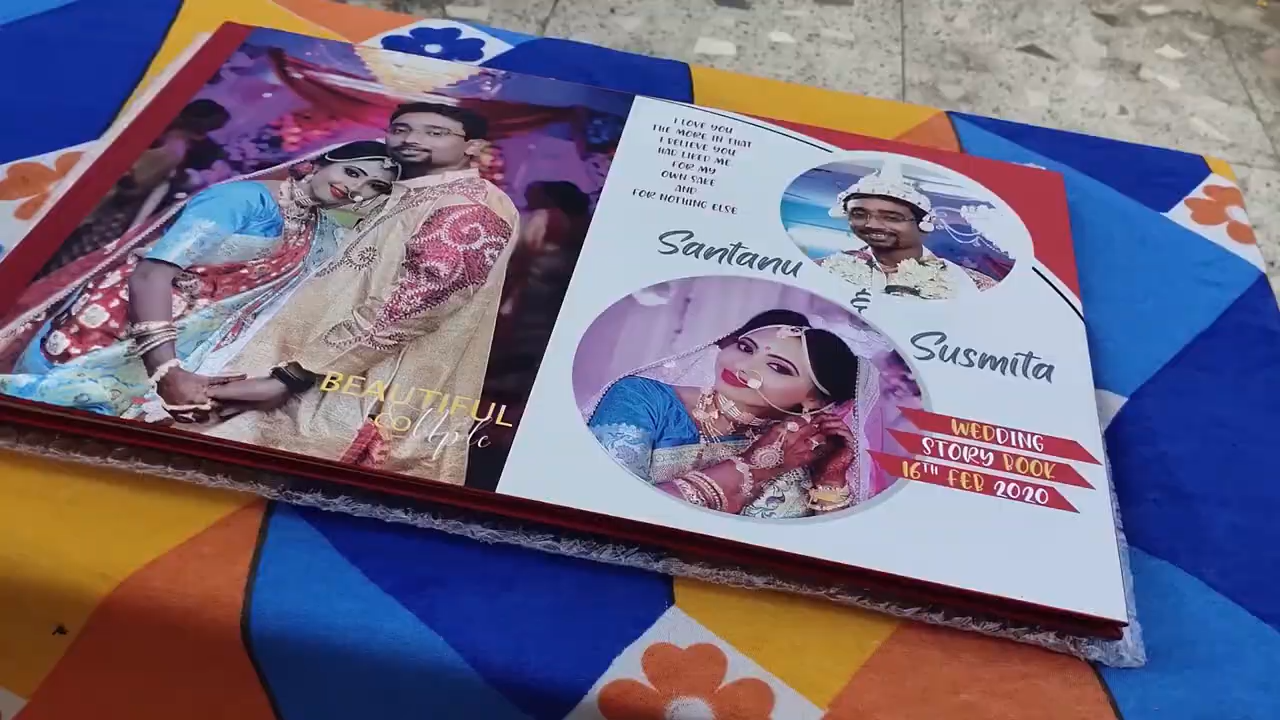 BEAUTIFUL
Couple
I LOVE YOU
THE MORE IN THAT
I BELIEVE YOU
HAD LIKED ME
FOR MY
OWN SAKE
AND
FOR NOTHING ELSE
Santanu
&
Susmita
WEDDING
STORY BOOK
16TH FEB 2020